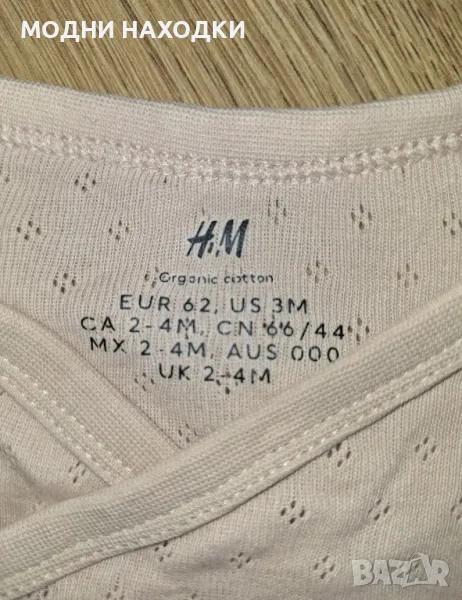 МОДНИ НАХОДКИ
H&M
Organic cotton
EUR 62, US 3M
CA 2-4M, CN 66/44
MX 2-4M, AUS 000
UK 2-4M
BAZAR